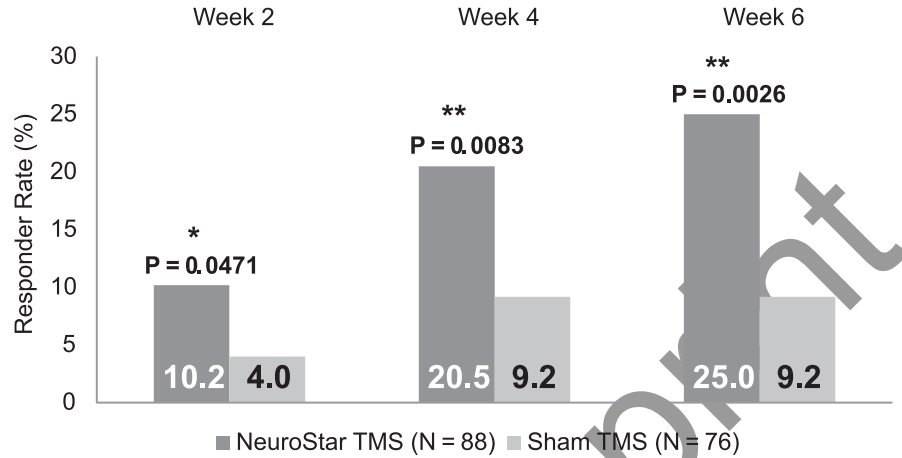 Week 2 Week 4 Week 6
30
25
20
15
10
5
0
Responder Rate (%)
*
P = 0.0471
**
P = 0.0083
**
P = 0.0026
10.2 4.0 20.5 9.2 25.0 9.2
NeuroStar TMS (N = 88) Sham TMS (N = 76)
print